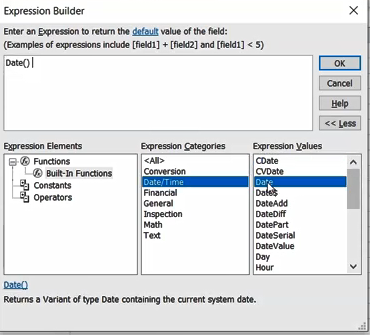 Expression Builder
Enter an Expression to return the default value of the field:
(Examples of expressions include [field1] + [field2] and [field1] < 5)
Date()
OK
Cancel
Help
<< Less
Expression Elements
Functions
Built-In Functions
Constants
Operators
Expression Categories
<All>
Conversion
Date/Time
Financial
General
Inspection
Math
Text
Expression Values
CDate
CVDate
Date
Date$
DateAdd
DateDiff
DatePart
DateSerial
DateValue
Day
Hour
Date()
Returns a Variant of type Date containing the current system date.